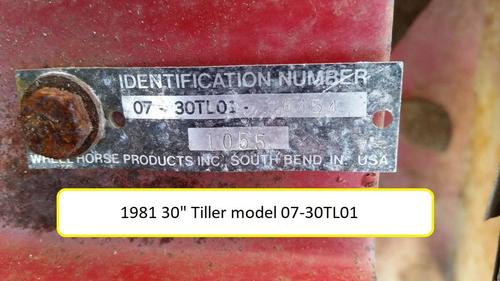 IDENTIFICATION NUMBER
07 - 30TL01 -
1055
WHEEL HORSE PRODUCTS INC. SOUTH BEND IN. USA
1981 30" Tiller model 07-30TL01